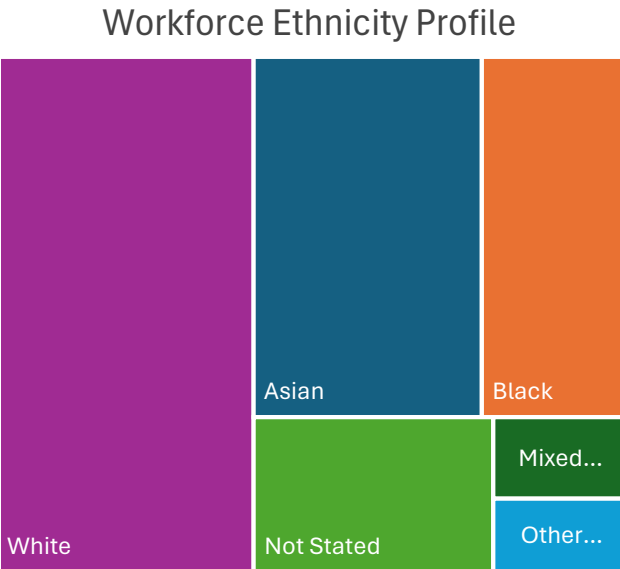 Workforce Ethnicity Profile
Asian
Black
Mixed...
Other...
White
Not Stated